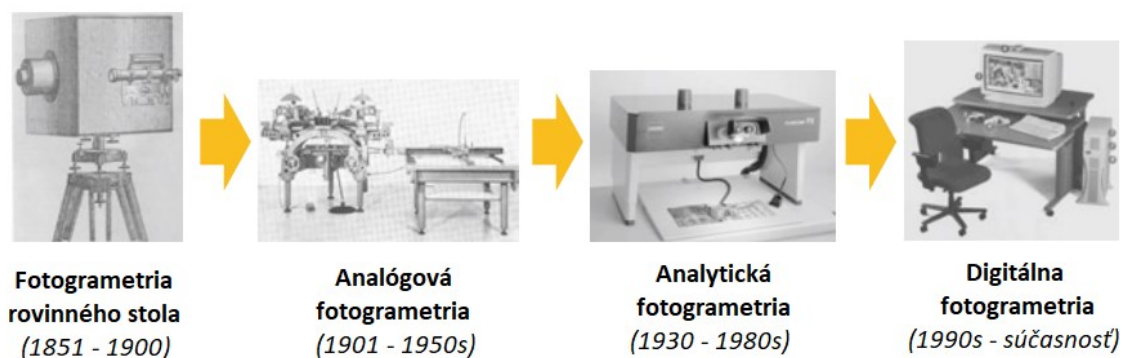 Fotogrametria
rovinného stola
(1851 - 1900)
Analógová
fotogrametria
(1901 - 1950s)
Analytická
fotogrametria
(1930 - 1980s)
Digitálna
fotogrametria
(1990s - súčasnosť)